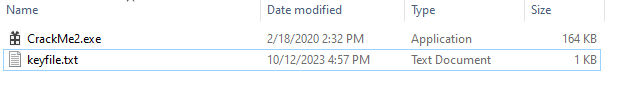 Name Date modified Type Size
CrackMe2.exe 2/18/2020 2:32 PM Application 164 KB
keyfile.txt 10/12/2023 4:57 PM Text Document 1 KB